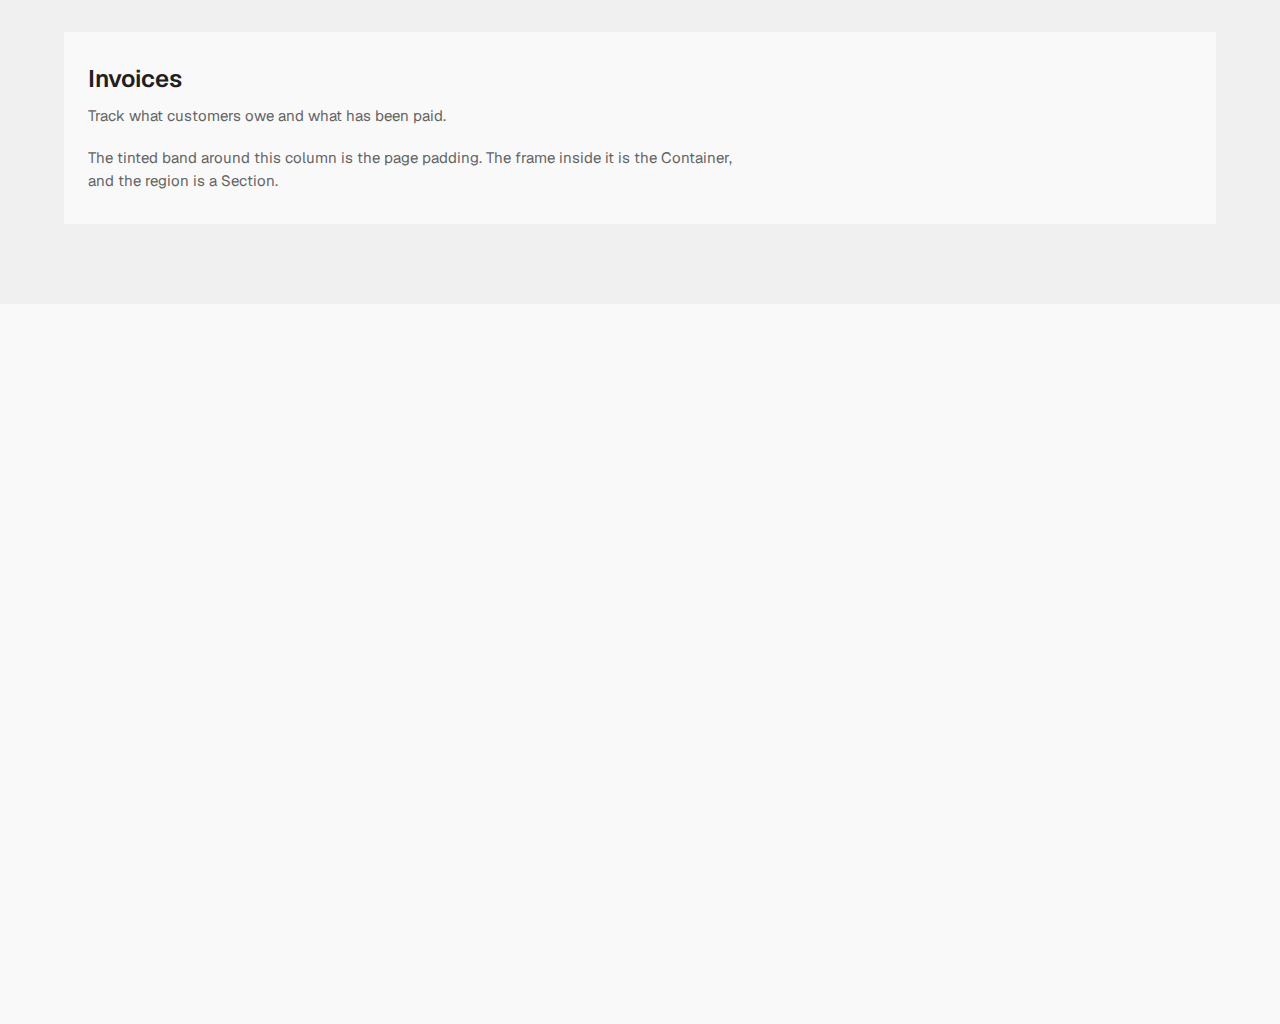 Invoices
Track what customers owe and what has been paid.
The tinted band around this column is the page padding. The frame inside it is the Container,
and the region is a Section.